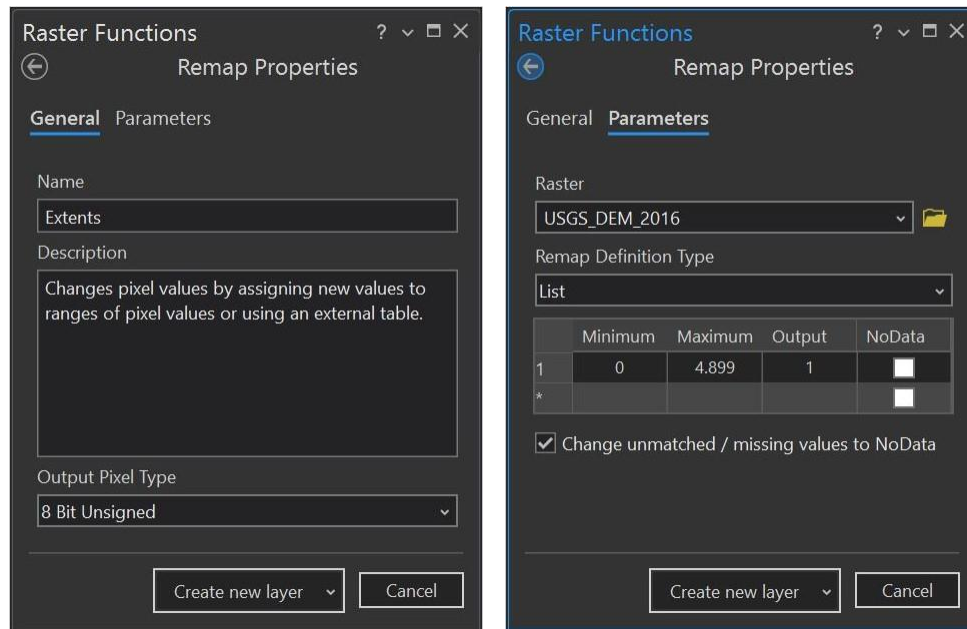 Raster Functions ?
Remap Properties
General Parameters
Name
Extents
Description
Changes pixel values by assigning new values to
ranges of pixel values or using an external table.
Output Pixel Type
8 Bit Unsigned
Create new layer Cancel
Raster Functions ?
Remap Properties
General Parameters
Raster
USGS_DEM_2016
Remap Definition Type
List
Minimum Maximum Output NoData
1 0 4.899 1
*
Change unmatched / missing values to NoData
Create new layer Cancel